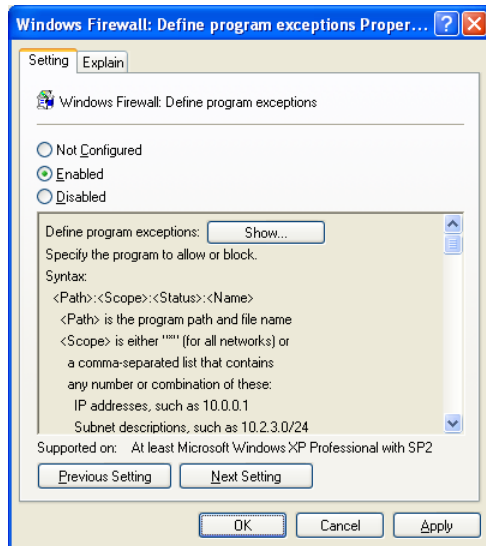 Windows Firewall: Define program exceptions Proper...
Setting
Explain
Windows Firewall: Define program exceptions
Not Configured
Enabled
Disabled
Define program exceptions:
Show...
Specify the program to allow or block.
Syntax:
<Path>:<Scope>:<Status>:<Name>
<Path> is the program path and file name
<Scope> is either "*" (for all networks) or
a comma-separated list that contains
any number or combination of these:
IP addresses, such as 10.0.0.1
Subnet descriptions, such as 10.2.3.0/24
Supported on: At least Microsoft Windows XP Professional with SP2
Previous Setting
Next Setting
OK
Cancel
Apply